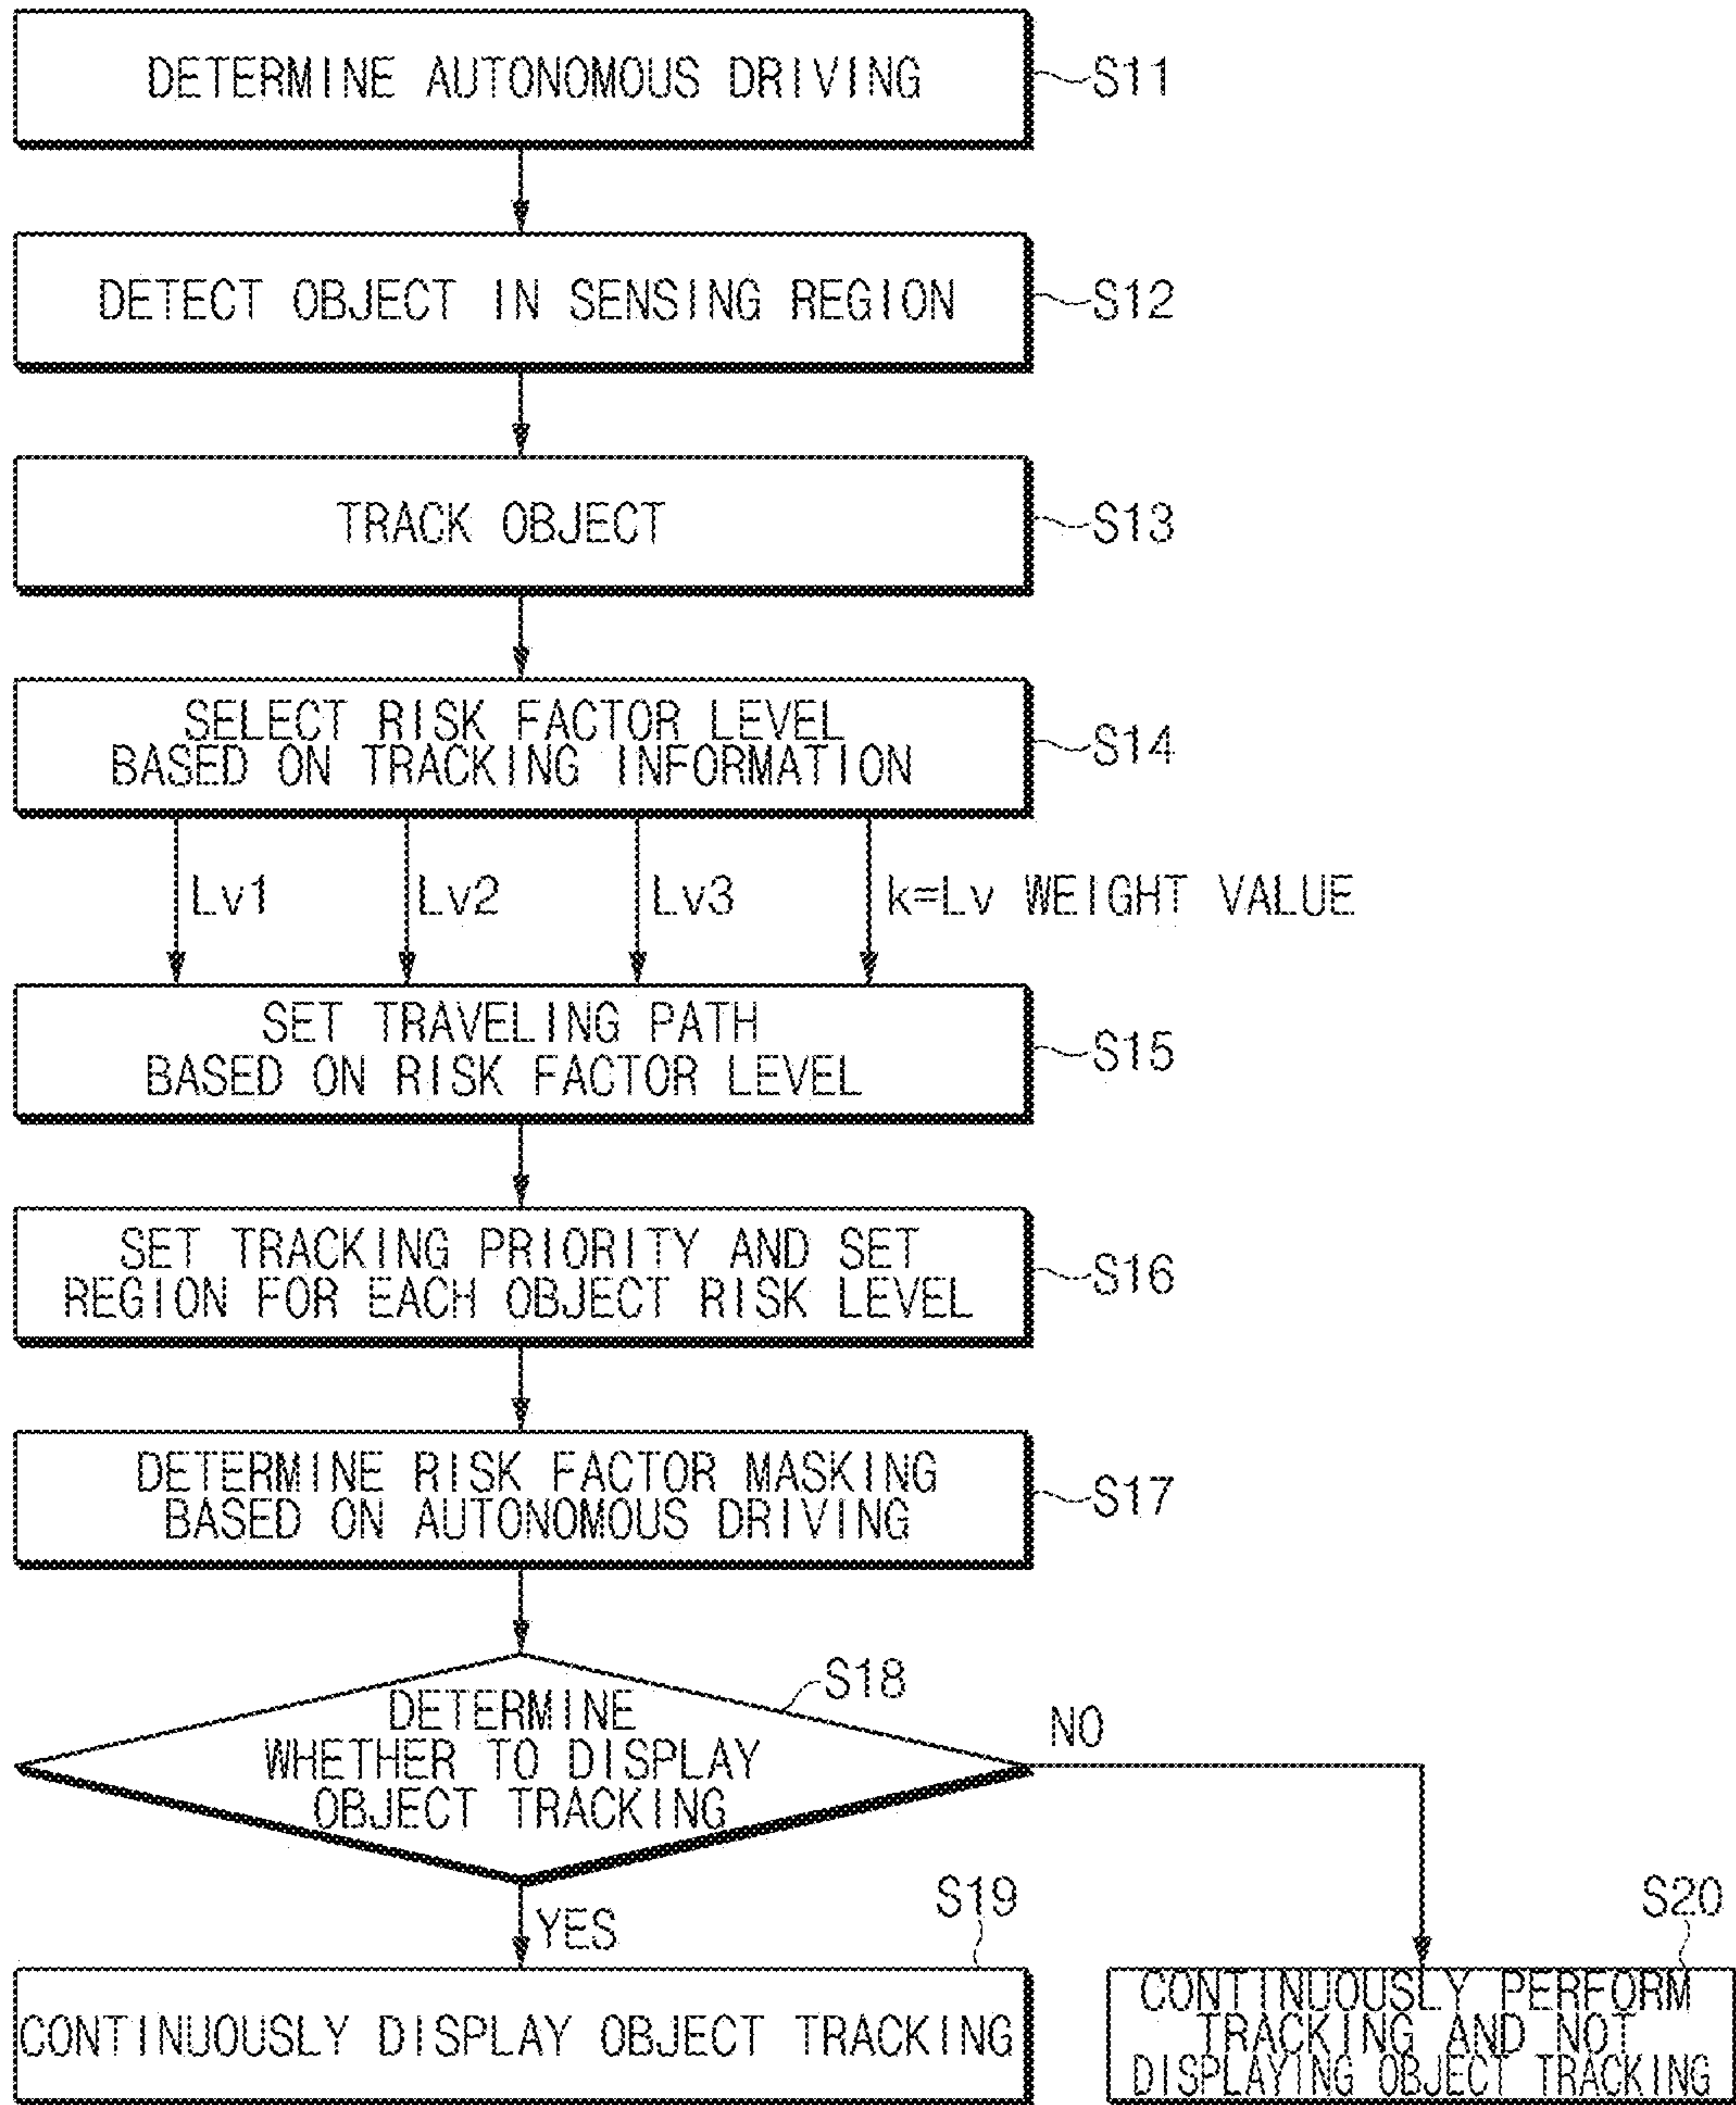 DETERMINE AUTONOMOUS DRIVING
S11
DETECT OBJECT IN SENSING REGION
S12
TRACK OBJECT
S13
SELECT RISK FACTOR LEVEL
BASED ON TRACKING INFORMATION
S14
Lv1
Lv2
Lv3
k=Lv WEIGHT VALUE
SET TRAVELING PATH
BASED ON RISK FACTOR LEVEL
S15
SET TRACKING PRIORITY AND SET
REGION FOR EACH OBJECT RISK LEVEL
S16
DETERMINE RISK FACTOR MASKING
BASED ON AUTONOMOUS DRIVING
S17
S18
DETERMINE
WHETHER TO DISPLAY
OBJECT TRACKING
NO
YES
S19
CONTINUOUSLY DISPLAY OBJECT TRACKING
S20
CONTINUOUSLY PERFORM
TRACKING AND NOT
DISPLAYING OBJECT TRACKING